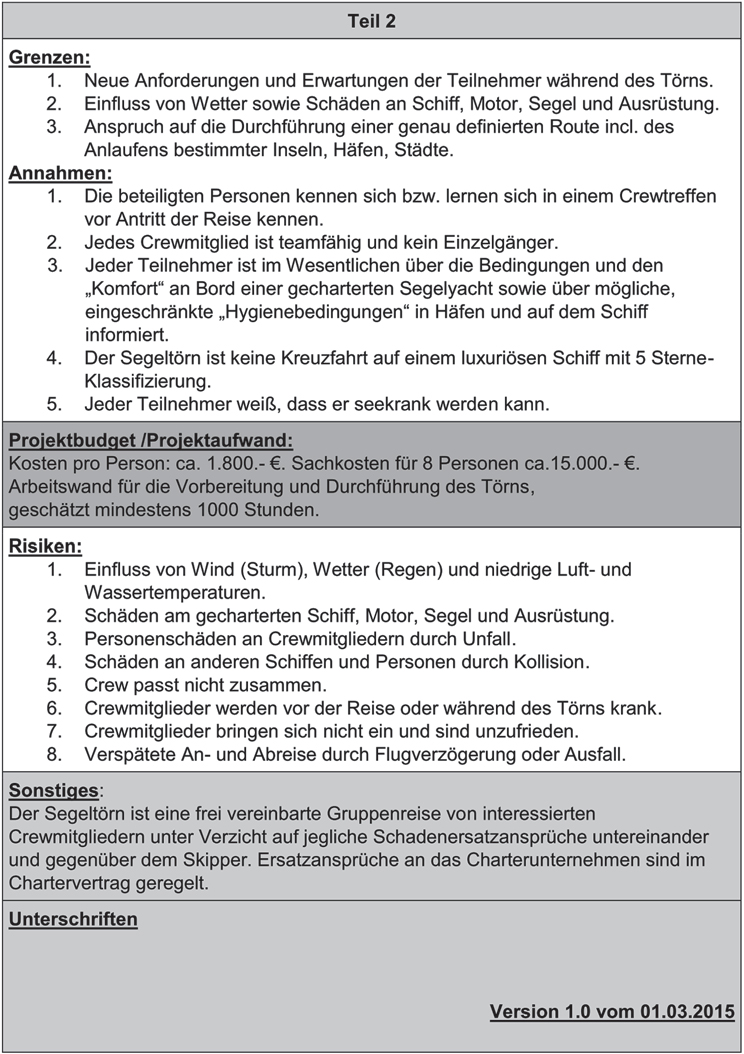 Teil 2
Grenzen:
1. Neue Anforderungen und Erwartungen der Teilnehmer während des Törns.
2. Einfluss von Wetter sowie Schäden an Schiff, Motor, Segel und Ausrüstung.
3. Anspruch auf die Durchführung einer genau definierten Route incl. des
Anlaufens bestimmter Inseln, Häfen, Städte.
Annahmen:
1. Die beteiligten Personen kennen sich bzw. lernen sich in einem Crewtreffen
vor Antritt der Reise kennen.
2. Jedes Crewmitglied ist teamfähig und kein Einzelgänger.
3. Jeder Teilnehmer ist im Wesentlichen über die Bedingungen und den
„Komfort“ an Bord einer gecharterten Segelyacht sowie über mögliche,
eingeschränkte „Hygienebedingungen“ in Häfen und auf dem Schiff
informiert.
4. Der Segeltörn ist keine Kreuzfahrt auf einem luxuriösen Schiff mit 5 Sterne-
Klassifizierung.
5. Jeder Teilnehmer weiß, dass er seekrank werden kann.
Projektbudget /Projektaufwand:
Kosten pro Person: ca. 1.800.- €. Sachkosten für 8 Personen ca.15.000.- €.
Arbeitswand für die Vorbereitung und Durchführung des Törns,
geschätzt mindestens 1000 Stunden.
Risiken:
1. Einfluss von Wind (Sturm), Wetter (Regen) und niedrige Luft- und
Wassertemperaturen.
2. Schäden am gecharterten Schiff, Motor, Segel und Ausrüstung.
3. Personenschäden an Crewmitgliedern durch Unfall.
4. Schäden an anderen Schiffen und Personen durch Kollision.
5. Crew passt nicht zusammen.
6. Crewmitglieder werden vor der Reise oder während des Törns krank.
7. Crewmitglieder bringen sich nicht ein und sind unzufrieden.
8. Verspätete An- und Abreise durch Flugverzögerung oder Ausfall.
Sonstiges:
Der Segeltörn ist eine frei vereinbarte Gruppenreise von interessierten
Crewmitgliedern unter Verzicht auf jegliche Schadenersatzansprüche untereinander
und gegenüber dem Skipper. Ersatzansprüche an das Charterunternehmen sind im
Chartervertrag geregelt.
Unterschriften
Version 1.0 vom 01.03.2015